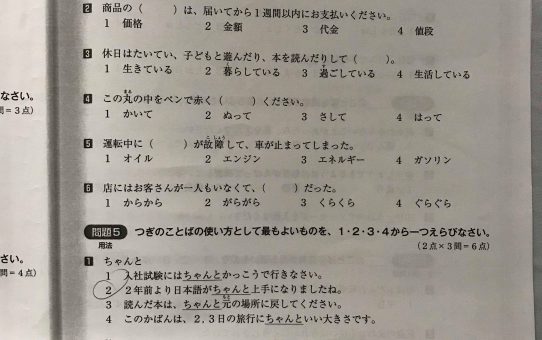 2 商品の（　　）は、届いてから１週間以内にお支払いください。
1 価格　2 金額　3 代金　4 値段
3 休日はたいてい、子どもと遊んだり、本を読んだりして（　　）。
1 生きている　2 暮らしている　3 過ごしている　4 生活している
なさい。
問＝３点）
4 この丸の中をペンで赤く（　　）ください。
1 かいて　2 ぬって　3 さして　4 はって
5 運転中に（　　）が故障して、車が止まってしまった。
1 オイル　2 エンジン　3 エネルギー　4 ガソリン
6 店にはお客さんが一人もいなくて、（　　）だった。
1 からから　2 がらがら　3 くらくら　4 ぐらぐら
問題５　つぎのことばの使い方として最もよいものを、１・２・３・４から一つえらびなさい。
用法　（２点×３問＝６点）
さい。
問＝４点）
1 ちゃんと
1 入社試験にはちゃんとかっこうで行きなさい。
2 ２年前より日本語がちゃんと上手になりましたね。
3 読んだ本は、ちゃんと元の場所に戻してください。
4 このかばんは、２,３日の旅行にちゃんといい大きさです。